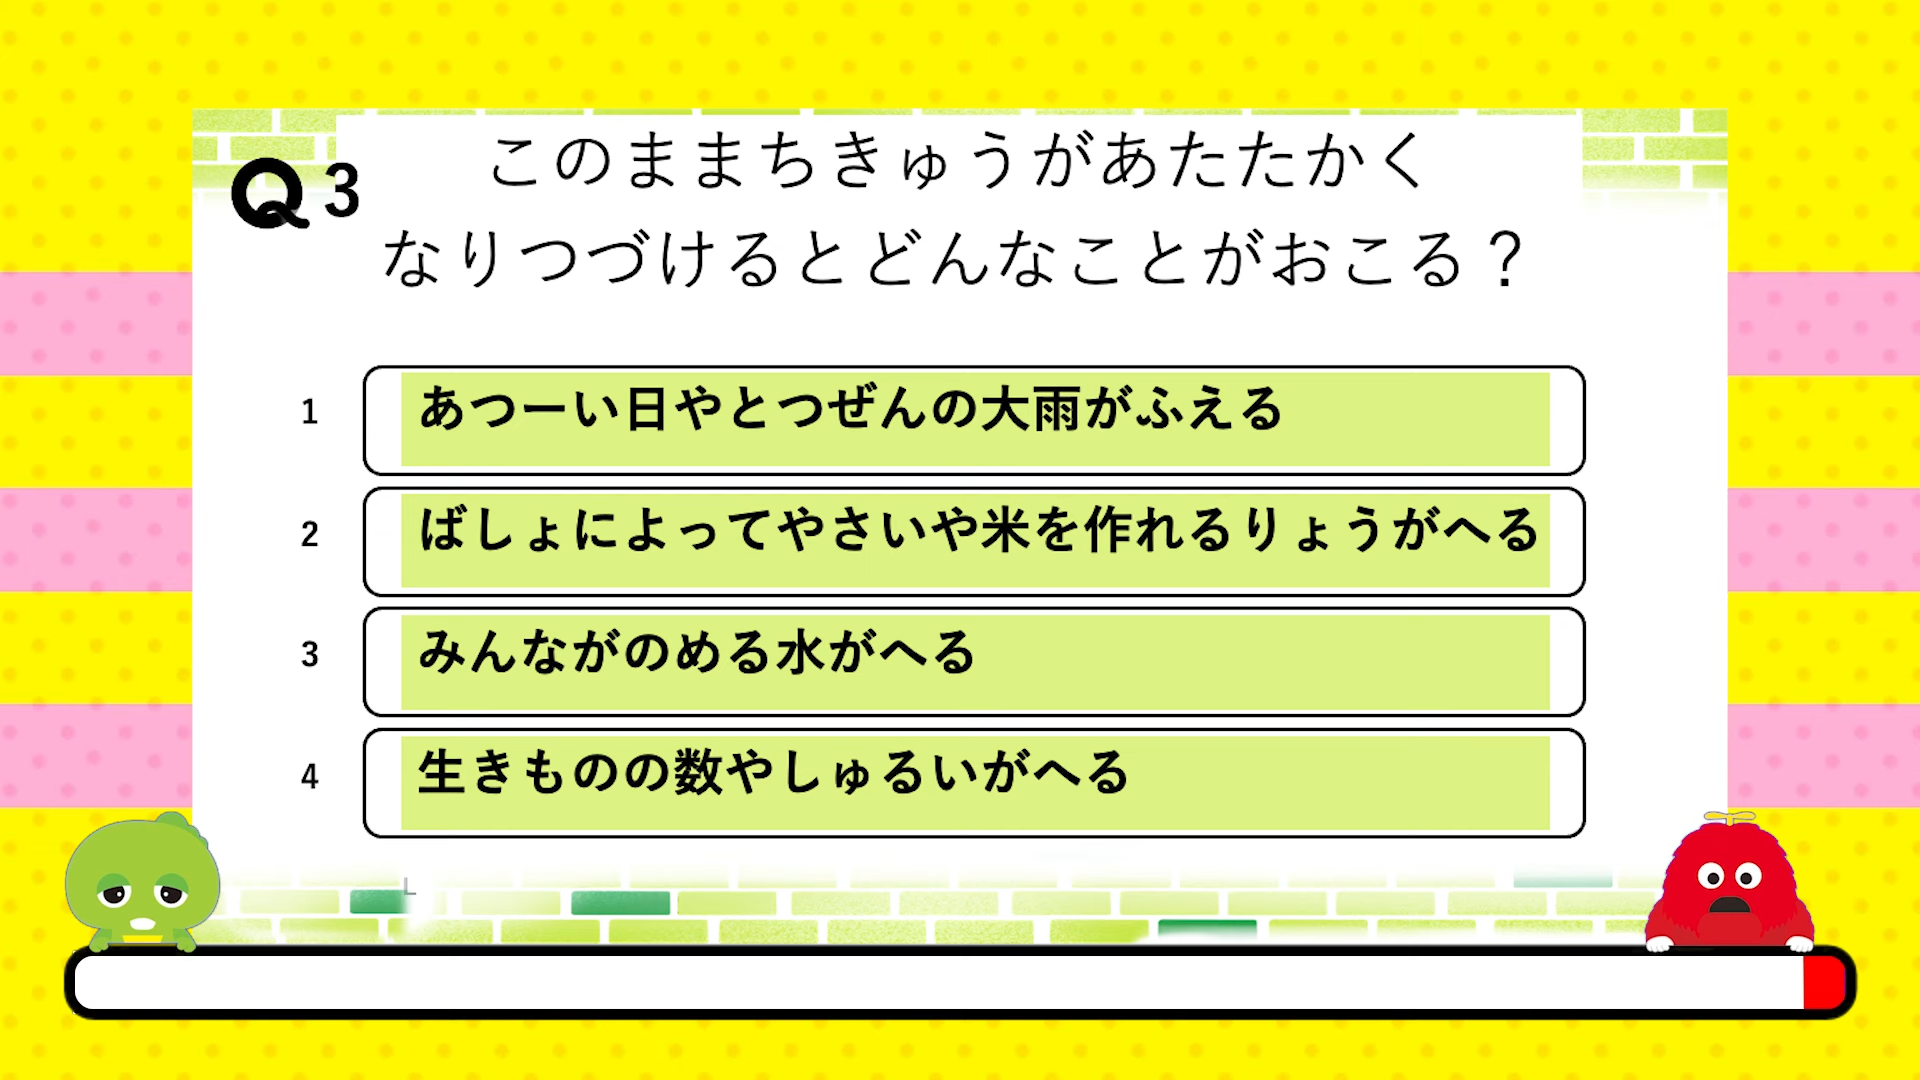 Q3
このままちきゅうがあたたかく
なりつづけるとどんなことがおこる？
1 あつーい日やとつぜんの大雨がふえる
2 ばしょによってやさいや米を作れるりょうがへる
3 みんながのめる水がへる
4 生きものの数やしゅるいがへる